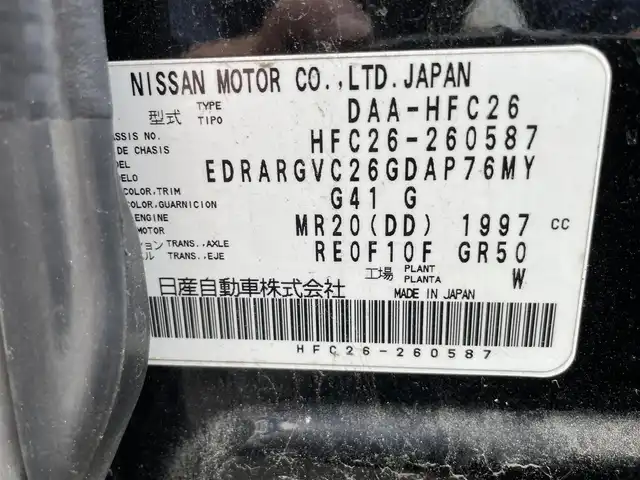 NISSAN MOTOR CO.,LTD.JAPAN
型式 TYPE TIPO DAA-HFC26
ASSIS NO. DE CHASIS HFC26-260587
DEL DELO EDRARGVC26GDAP76MY
COLOR,TRIM COLOR,GUARNICION G41 G
ENGINE MOTOR MR20(DD) 1997 CC
TRANS.,AXLE TRANS.,EJE RE0F10F GR50
工場 PLANT PLANTA W
日産自動車株式会社 MADE IN JAPAN
HFC26-260587